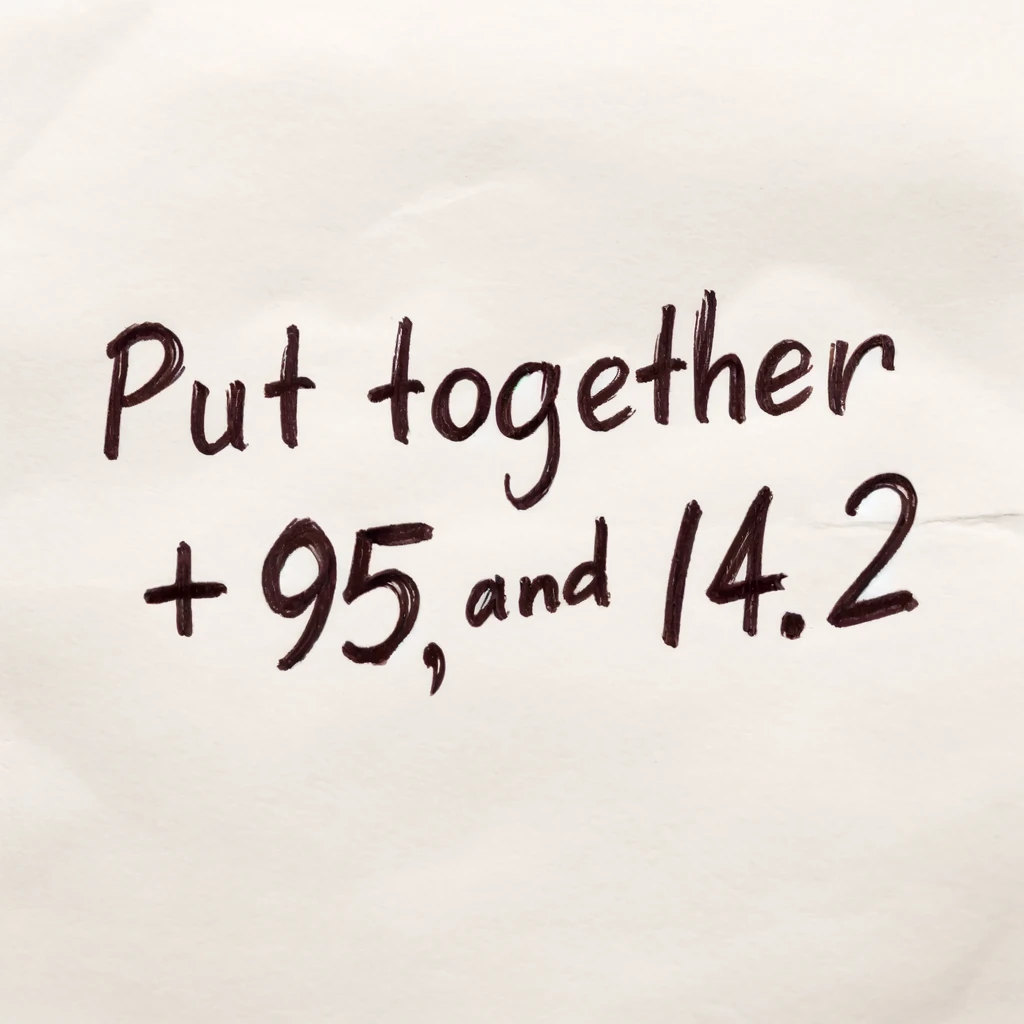 Put together
+ 95, and 14.2